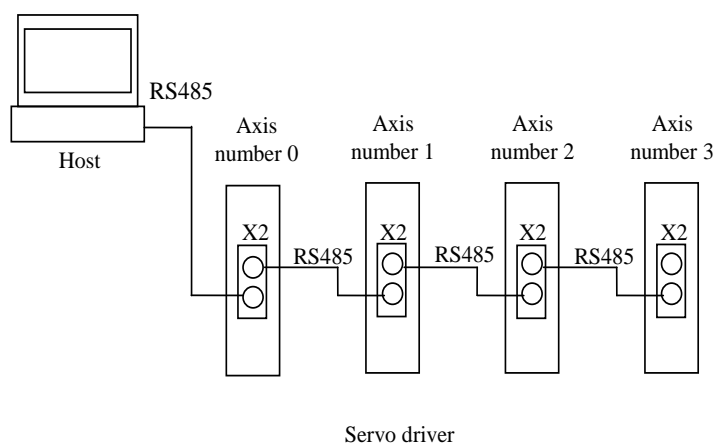 RS485
Host
Axis
number 0
Axis
number 1
Axis
number 2
Axis
number 3
X2
X2
X2
X2
RS485
RS485
RS485
Servo driver